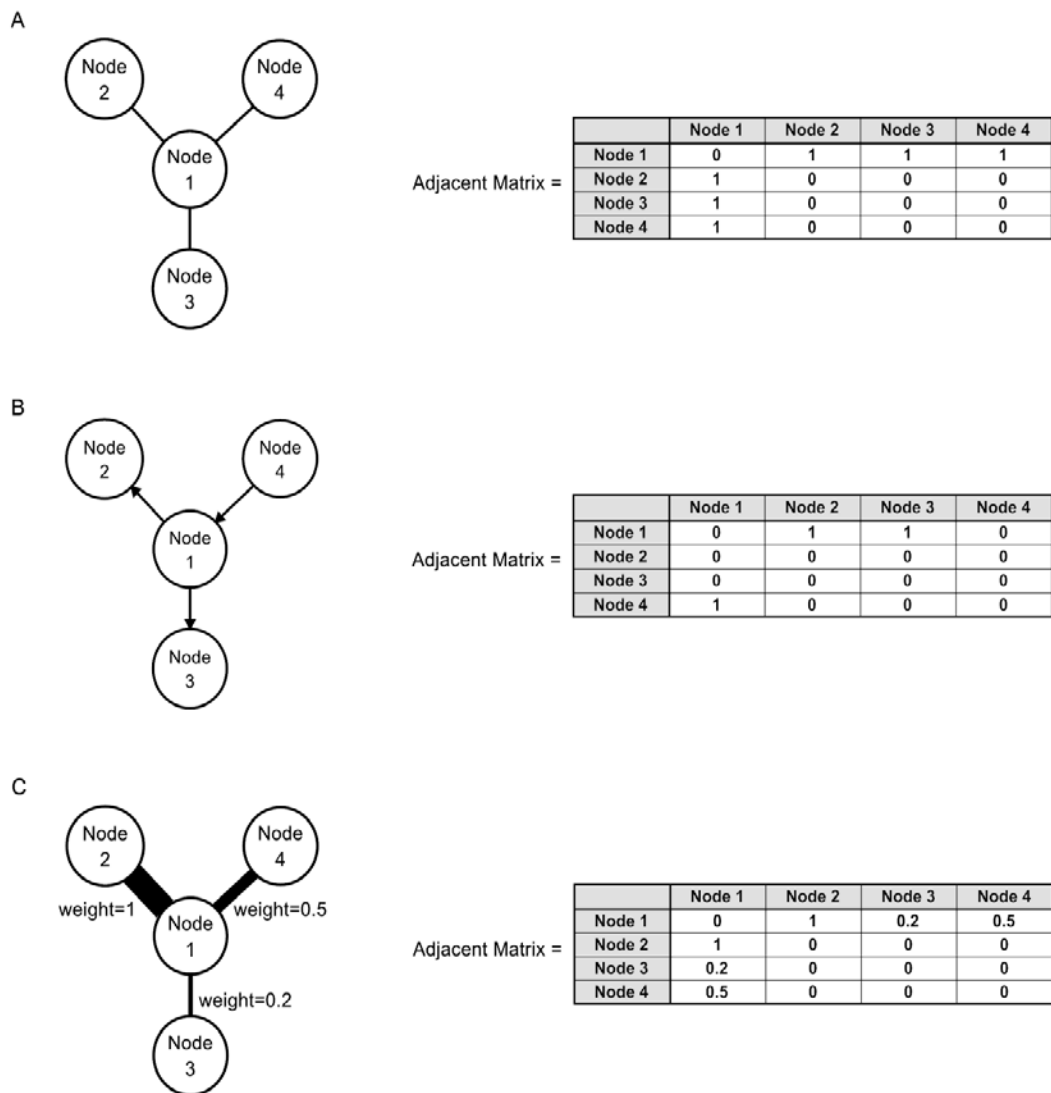 A
Node
2
Node
4
Node
1
Node
3
Adjacent Matrix =
Node 1 Node 2 Node 3 Node 4
Node 1 0 1 1 1
Node 2 1 0 0 0
Node 3 1 0 0 0
Node 4 1 0 0 0
B
Node
2
Node
4
Node
1
Node
3
Adjacent Matrix =
Node 1 Node 2 Node 3 Node 4
Node 1 0 1 1 0
Node 2 0 0 0 0
Node 3 0 0 0 0
Node 4 1 0 0 0
C
Node
2
Node
4
weight=1
weight=0.5
Node
1
weight=0.2
Node
3
Adjacent Matrix =
Node 1 Node 2 Node 3 Node 4
Node 1 0 1 0.2 0.5
Node 2 1 0 0 0
Node 3 0.2 0 0 0
Node 4 0.5 0 0 0